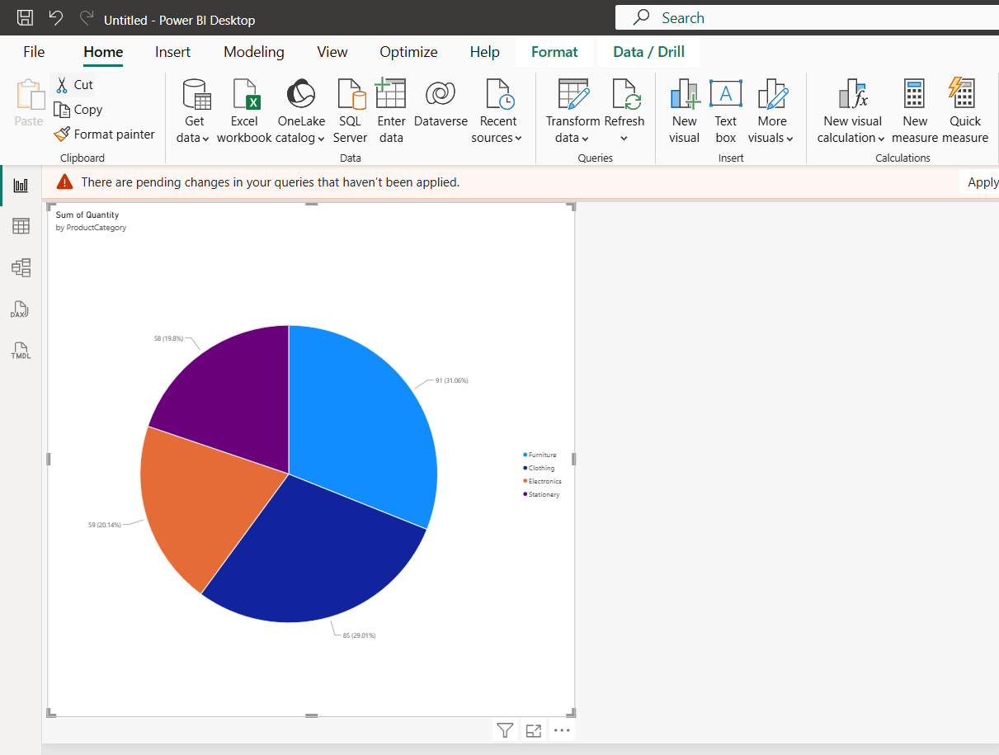 Untitled - Power BI Desktop
Search
File Home Insert Modeling View Optimize Help Format Data / Drill
Paste
Cut
Copy
Format painter
Clipboard
Get data
Excel workbook
OneLake catalog
SQL Server
Enter data
Dataverse
Recent sources
Data
Transform data
Refresh
Queries
New visual
Text box
More visuals
Insert
New visual calculation
New measure
Quick measure
Calculations
There are pending changes in your queries that haven't been applied.
Apply
DAX
TMDL
Sum of Quantity
by ProductCategory
58 (19.8%)
91 (31.06%)
Furniture
Clothing
Electronics
Stationery
59 (20.14%)
85 (29.01%)